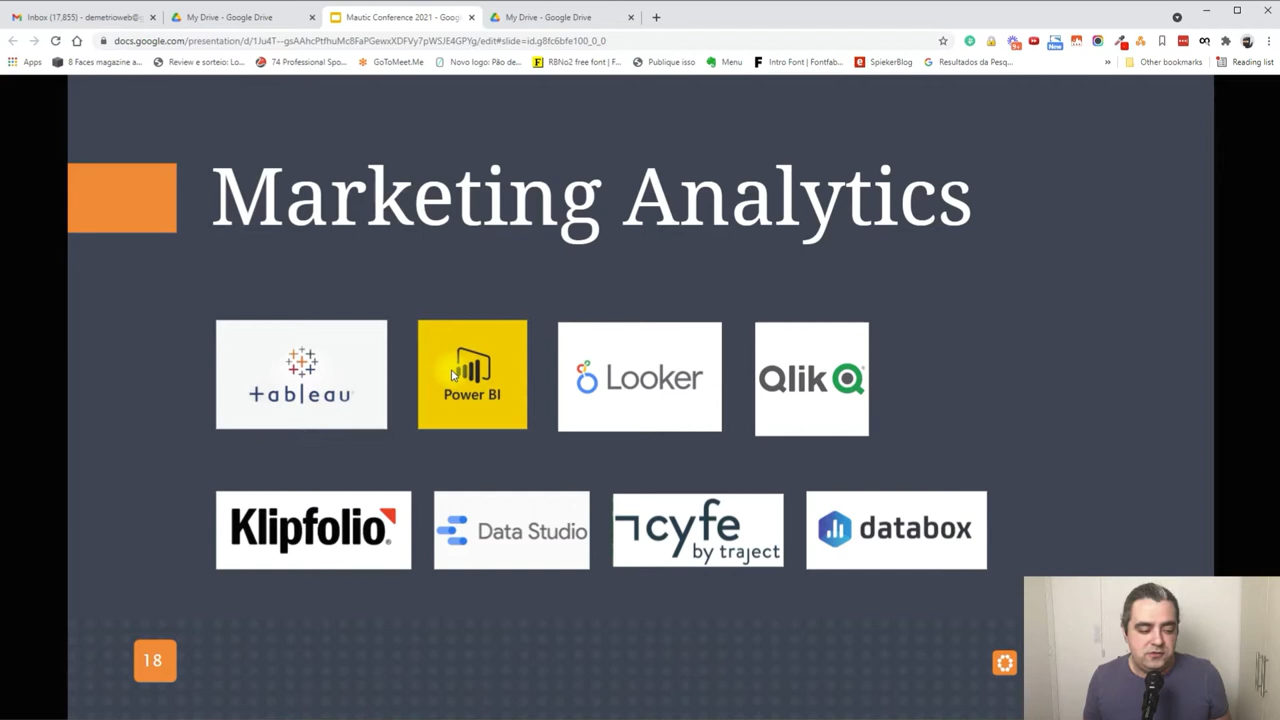 Inbox (17,855) - demetrioweb@g
My Drive - Google Drive
Mautic Conference 2021 - Goog
My Drive - Google Drive
docs.google.com/presentation/d/1Ju4T--gsAAhcPtfhuMc8FaPGewxXDFVy7pWSJE4GPYg/edit#slide=id.g8fc6bfe100_0_0
Apps
8 Faces magazine a...
Review e sorteio: Lo...
74 Professional Spo...
GoToMeet.Me
Novo logo: Pão de...
RBNo2 free font | F...
Publique isso
Menu
Intro Font | Fontfab...
SpiekerBlog
Resultados da Pesq...
»
Other bookmarks
Reading list
Marketing Analytics
+ableau
Power BI
Looker
Qlik
Klipfolio
Data Studio
cyfe
by traject
databox
18